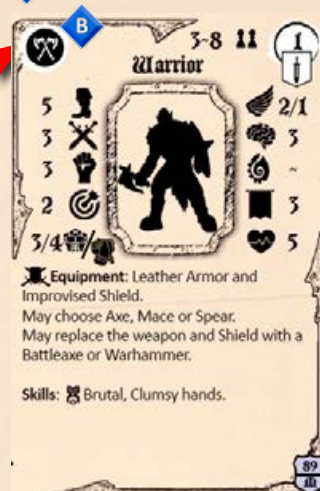 B
3-8
1
Warrior
5
2/1
3
3
3
~
2
3
3/4
5
Equipment: Leather Armor and
Improvised Shield.
May choose Axe, Mace or Spear.
May replace the weapon and Shield with a
Battleaxe or Warhammer.
Skills: Brutal, Clumsy hands.
89